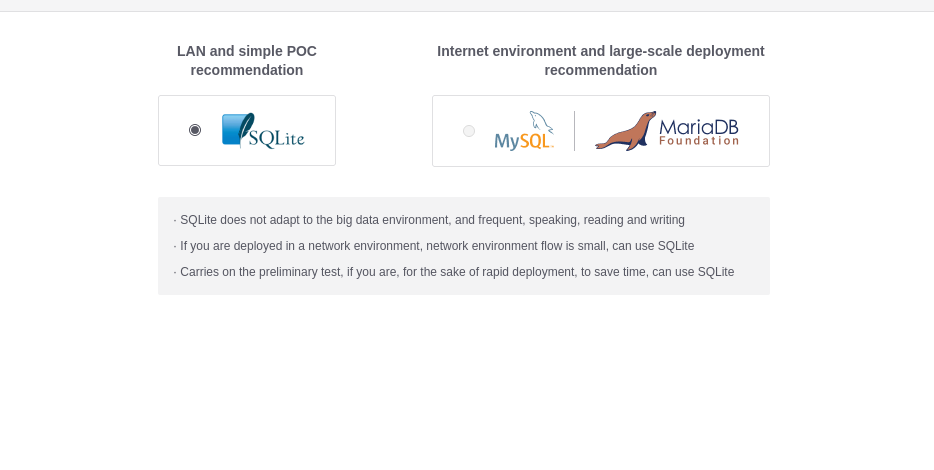 LAN and simple POC
recommendation
Internet environment and large-scale deployment
recommendation
SQLite
MySQL
MariaDB
Foundation
· SQLite does not adapt to the big data environment, and frequent, speaking, reading and writing
· If you are deployed in a network environment, network environment flow is small, can use SQLite
· Carries on the preliminary test, if you are, for the sake of rapid deployment, to save time, can use SQLite